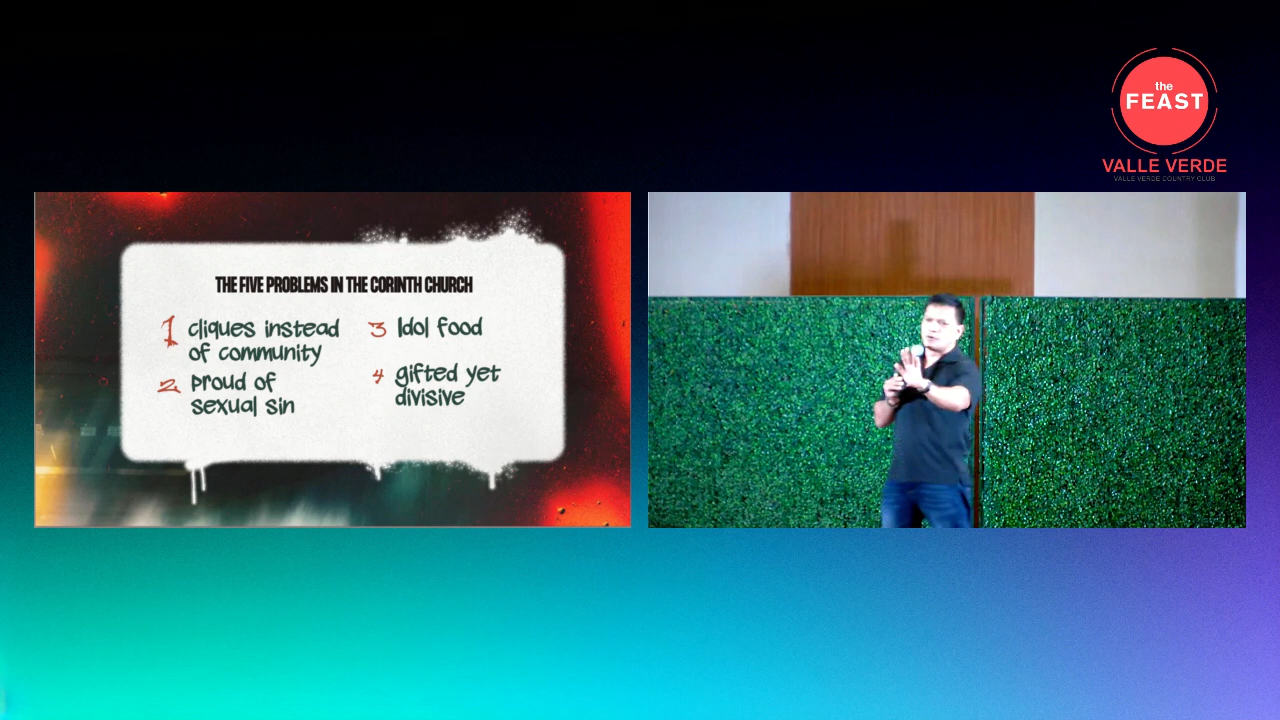 the
FEAST
VALLE VERDE
VALLE VERDE COUNTRY CLUB
THE FIVE PROBLEMS IN THE CORINTH CHURCH
1 cliques instead
of community
2 Proud of
sexual sin
3 Idol food
4 gifted yet
divisive